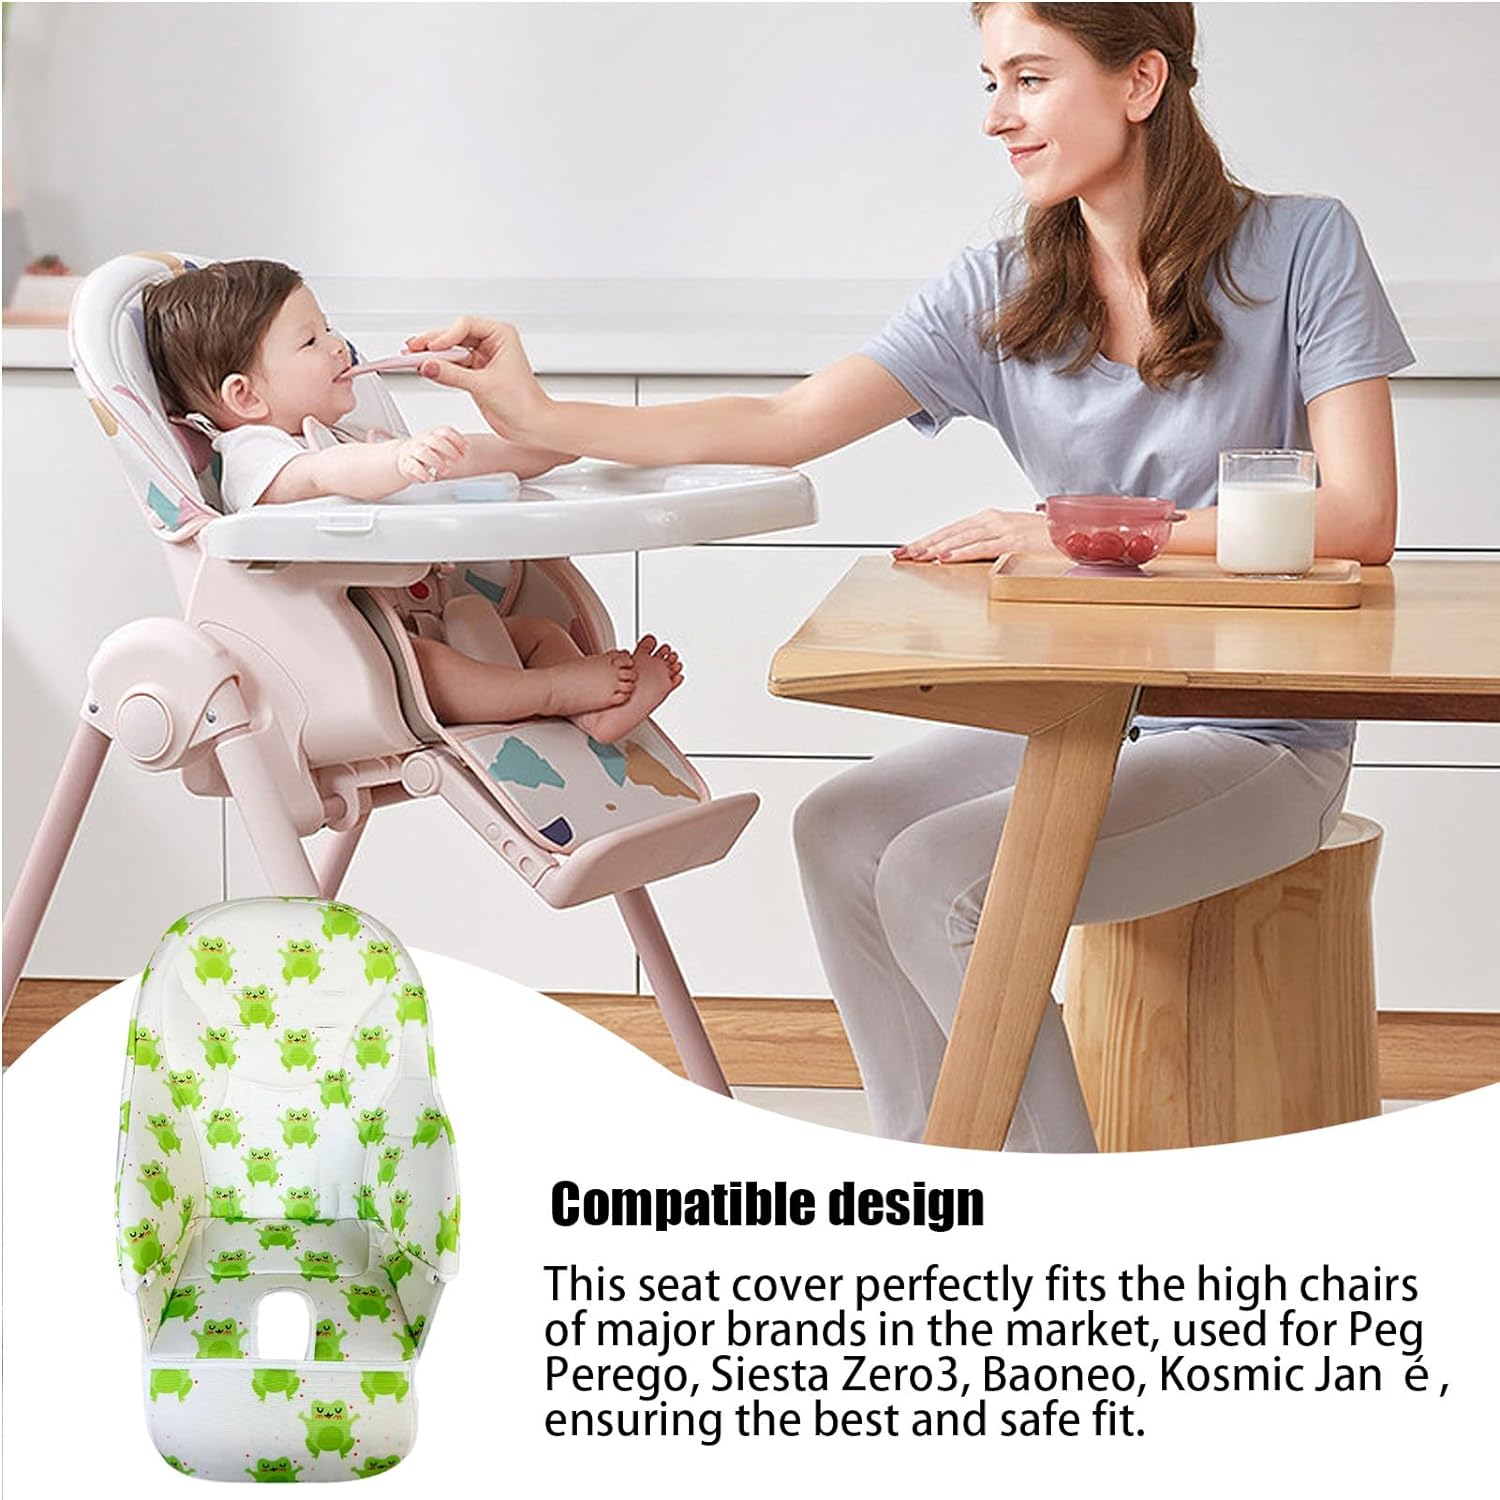 Compatible design
This seat cover perfectly fits the high chairs
of major brands in the market, used for Peg
Perego, Siesta Zero3, Baoneo, Kosmic Jan é,
ensuring the best and safe fit.